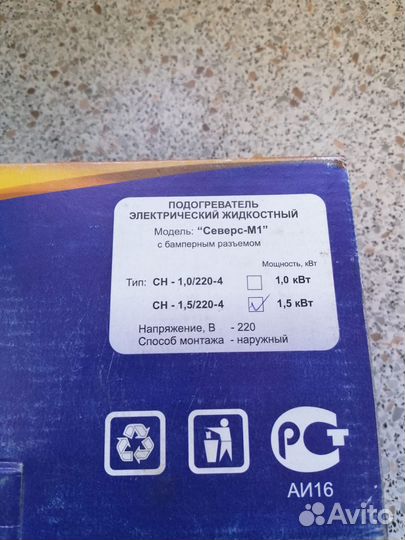 ПОДОГРЕВАТЕЛЬ
ЭЛЕКТРИЧЕСКИЙ ЖИДКОСТНЫЙ
Модель: "Северс-М1"
с бамперным разъемом
Мощность, кВт
Тип: СН - 1,0/220-4 1,0 кВт
СН - 1,5/220-4 1,5 кВт
Напряжение, В - 220
Способ монтажа - наружный
РСТ
АИ16
Avito